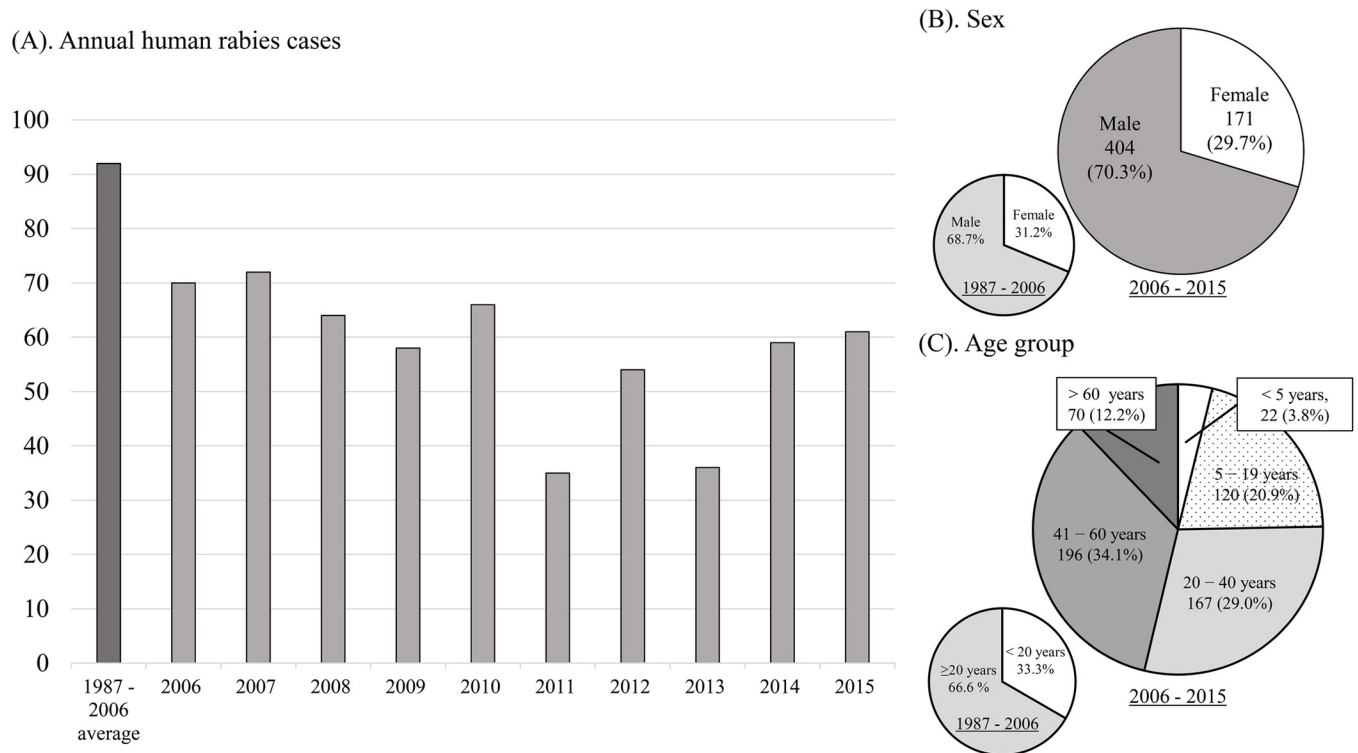 (A). Annual human rabies cases
100
90
80
70
60
50
40
30
20
10
0
1987 -
2006
average
2006
2007
2008
2009
2010
2011
2012
2013
2014
2015
(B). Sex
Female
171
(29.7%)
Male
404
(70.3%)
2006 - 2015
Male
68.7%
Female
31.2%
1987 - 2006
(C). Age group
> 60 years
70 (12.2%)
< 5 years,
22 (3.8%)
5 − 19 years
120 (20.9%)
41 − 60 years
196 (34.1%)
20 − 40 years
167 (29.0%)
2006 - 2015
≥20 years
66.6 %
< 20 years
33.3%
1987 - 2006